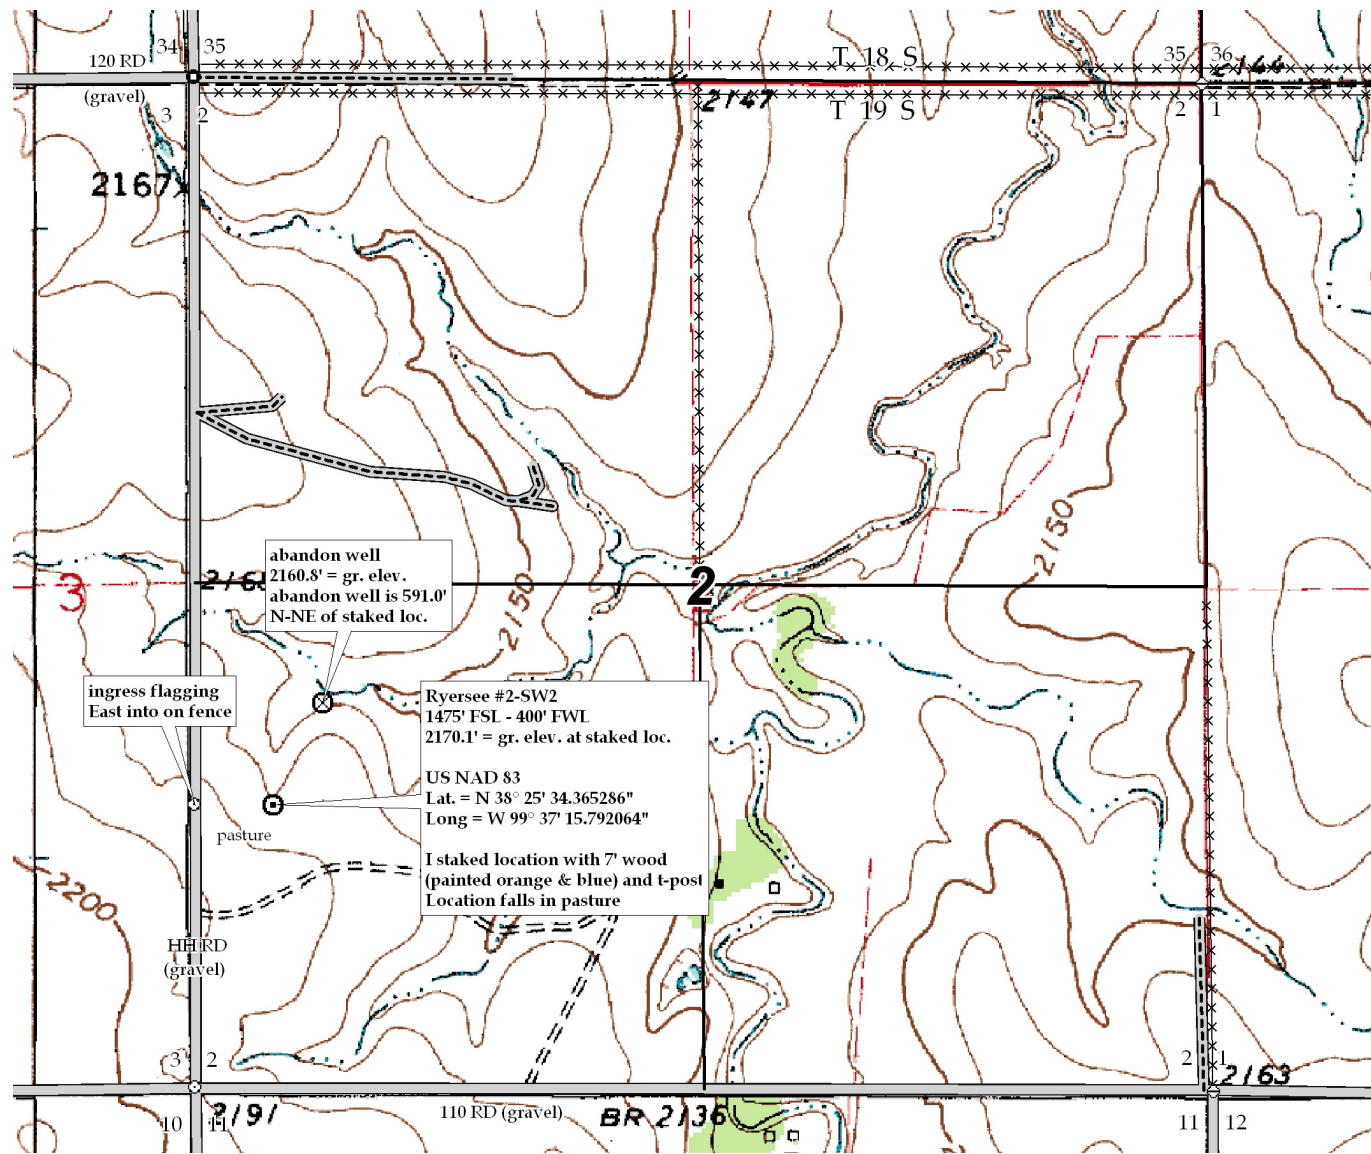 34 35
T 18 S
35 36
120 RD
2144
(gravel)
2147
T 19 S
3 2
2 1
2167
2150
abandon well
2160.8' = gr. elev.
abandon well is 591.0'
N-NE of staked loc.
3
2
2150
ingress flagging
East into on fence
Ryersee #2-SW2
1475' FSL - 400' FWL
2170.1' = gr. elev. at staked loc.
US NAD 83
Lat. = N 38° 25' 34.365286"
Long = W 99° 37' 15.792064"
pasture
I staked location with 7' wood
(painted orange & blue) and t-post
Location falls in pasture
2200
HH RD
(gravel)
3 2
2 1
2163
2191
110 RD (gravel)
BR 2136
10 11
11 12